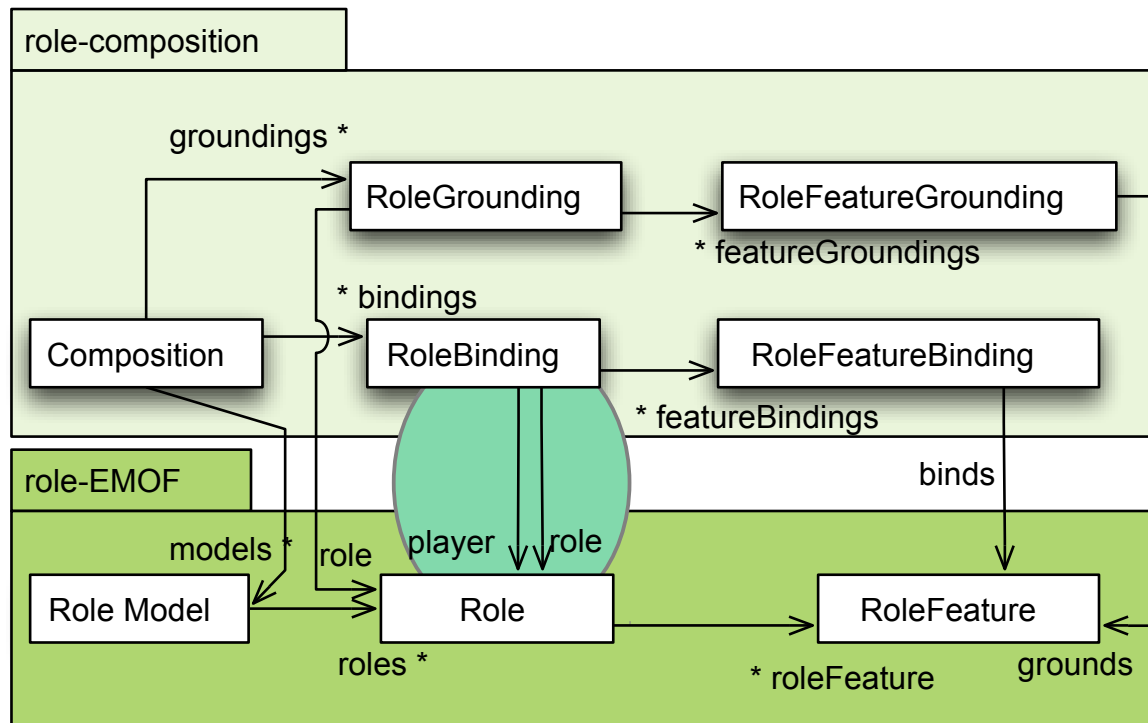 role-composition
groundings *
RoleGrounding
RoleFeatureGrounding
* featureGroundings
* bindings
Composition
RoleBinding
RoleFeatureBinding
* featureBindings
role-EMOF
binds
models *
role
player
role
Role Model
Role
RoleFeature
roles *
* roleFeature
grounds